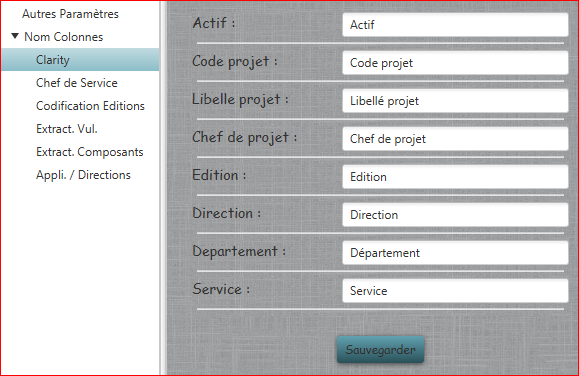 Autres Paramètres
Nom Colonnes
Clarity
Chef de Service
Codification Editions
Extract. Vul.
Extract. Composants
Appli. / Directions
Actif : Actif
Code projet : Code projet
Libelle projet : Libellé projet
Chef de projet : Chef de projet
Edition : Edition
Direction : Direction
Departement : Département
Service : Service
Sauvegarder